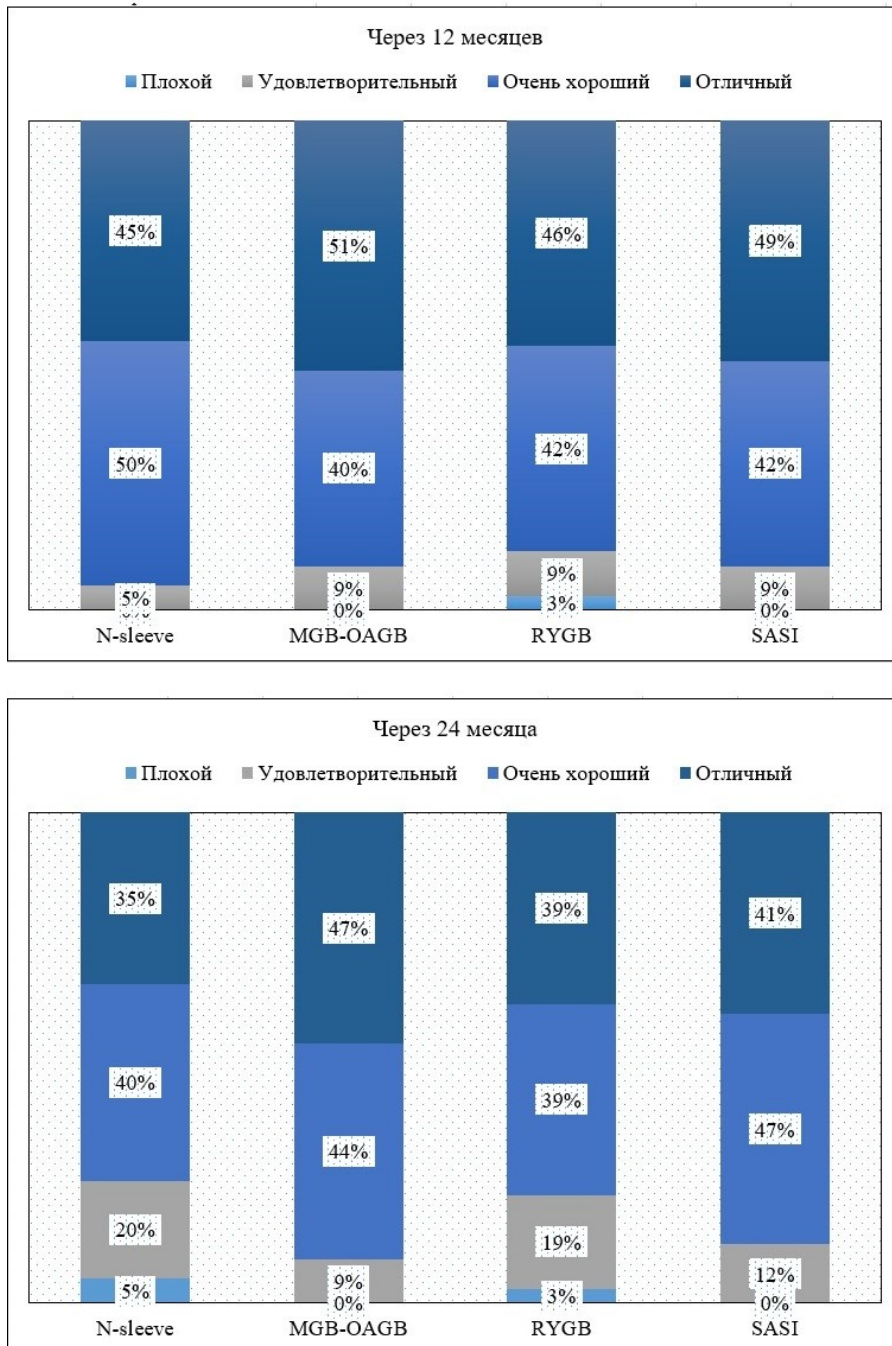 Через 12 месяцев
Плохой Удовлетворительный Очень хороший Отличный
45% 51% 46% 49%
50% 40% 42% 42%
5% 9% 9% 9%
0% 3% 0%
N-sleeve MGB-OAGB RYGB SASI
Через 24 месяца
Плохой Удовлетворительный Очень хороший Отличный
35% 47% 39% 41%
40% 44% 39% 47%
20% 9% 19% 12%
5% 0% 3% 0%
N-sleeve MGB-OAGB RYGB SASI